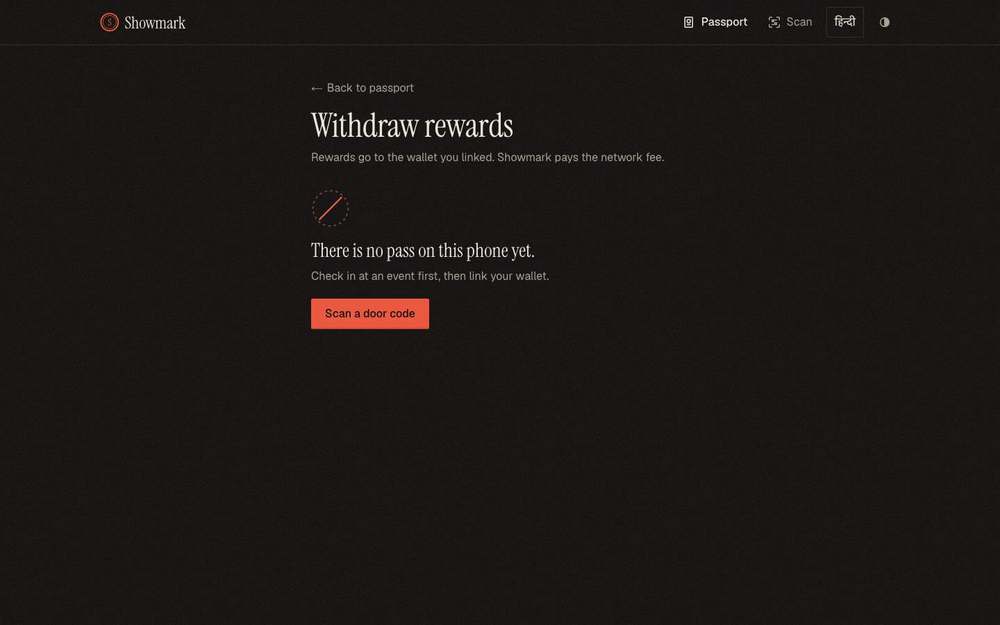 Showmark
Passport
Scan
हिन्दी
← Back to passport
Withdraw rewards
Rewards go to the wallet you linked. Showmark pays the network fee.
There is no pass on this phone yet.
Check in at an event first, then link your wallet.
Scan a door code